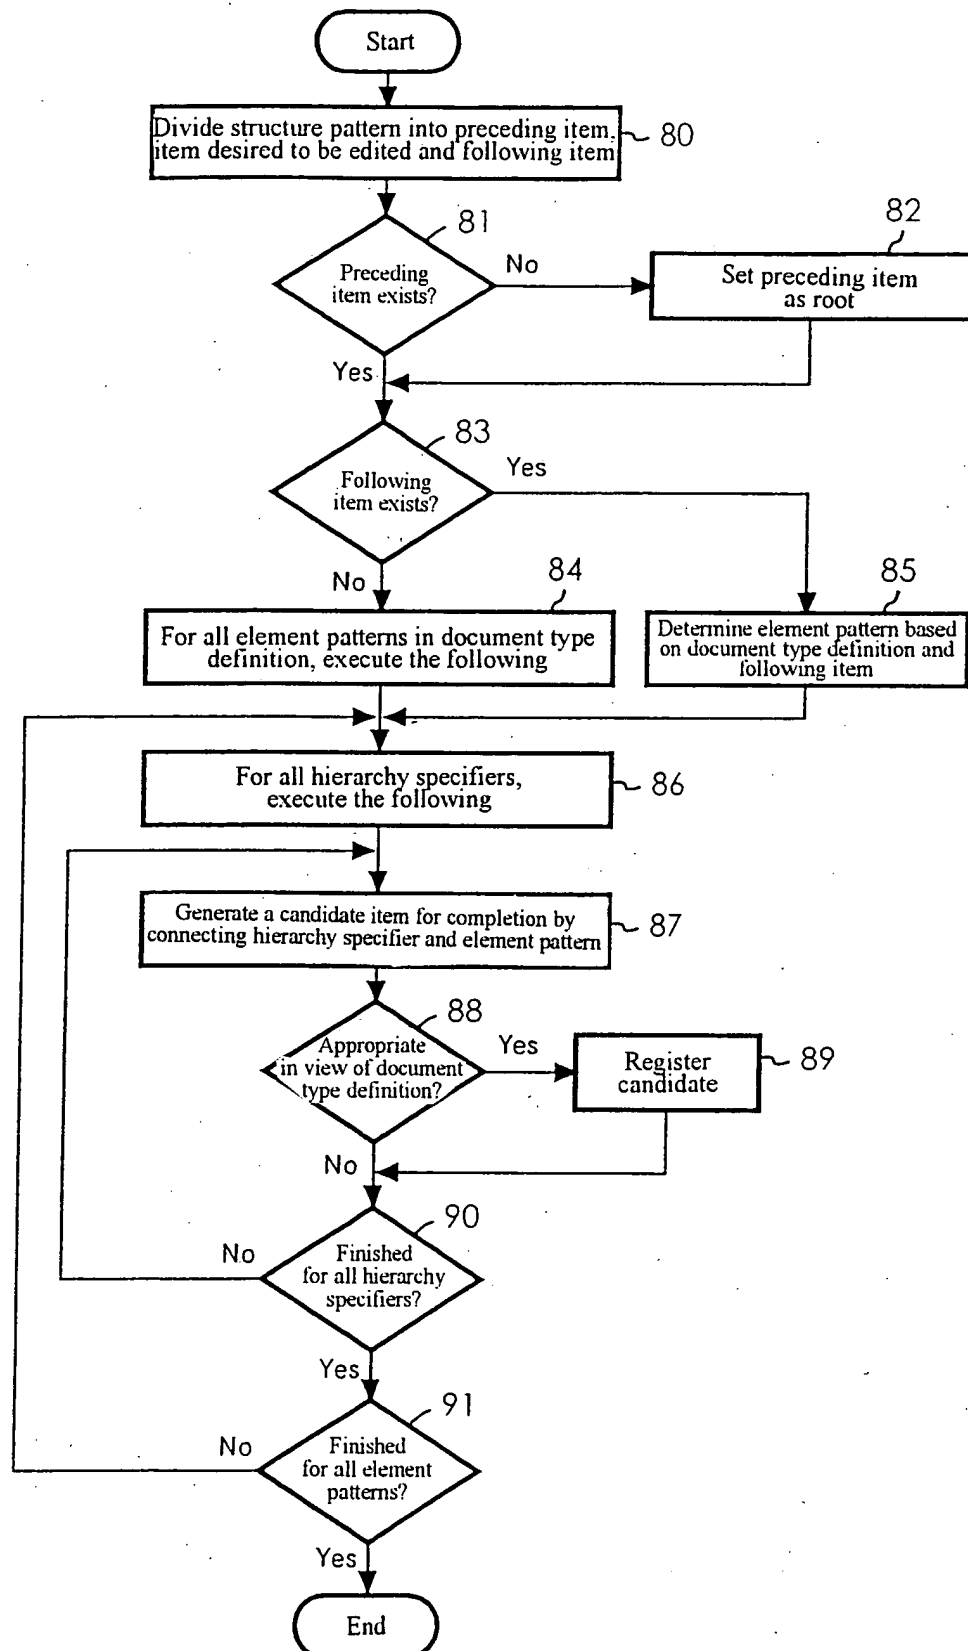 Start
Divide structure pattern into preceding item,
item desired to be edited and following item
80
81
Preceding
item exists?
No
82
Set preceding item
as root
Yes
83
Following
item exists?
Yes
No
84
For all element patterns in document type
definition, execute the following
85
Determine element pattern based
on document type definition and
following item
For all hierarchy specifiers,
execute the following
86
Generate a candidate item for completion by
connecting hierarchy specifier and element pattern
87
88
Appropriate
in view of document
type definition?
Yes
Register
candidate
89
No
90
Finished
for all hierarchy
specifiers?
No
Yes
91
Finished
for all element
patterns?
No
Yes
End